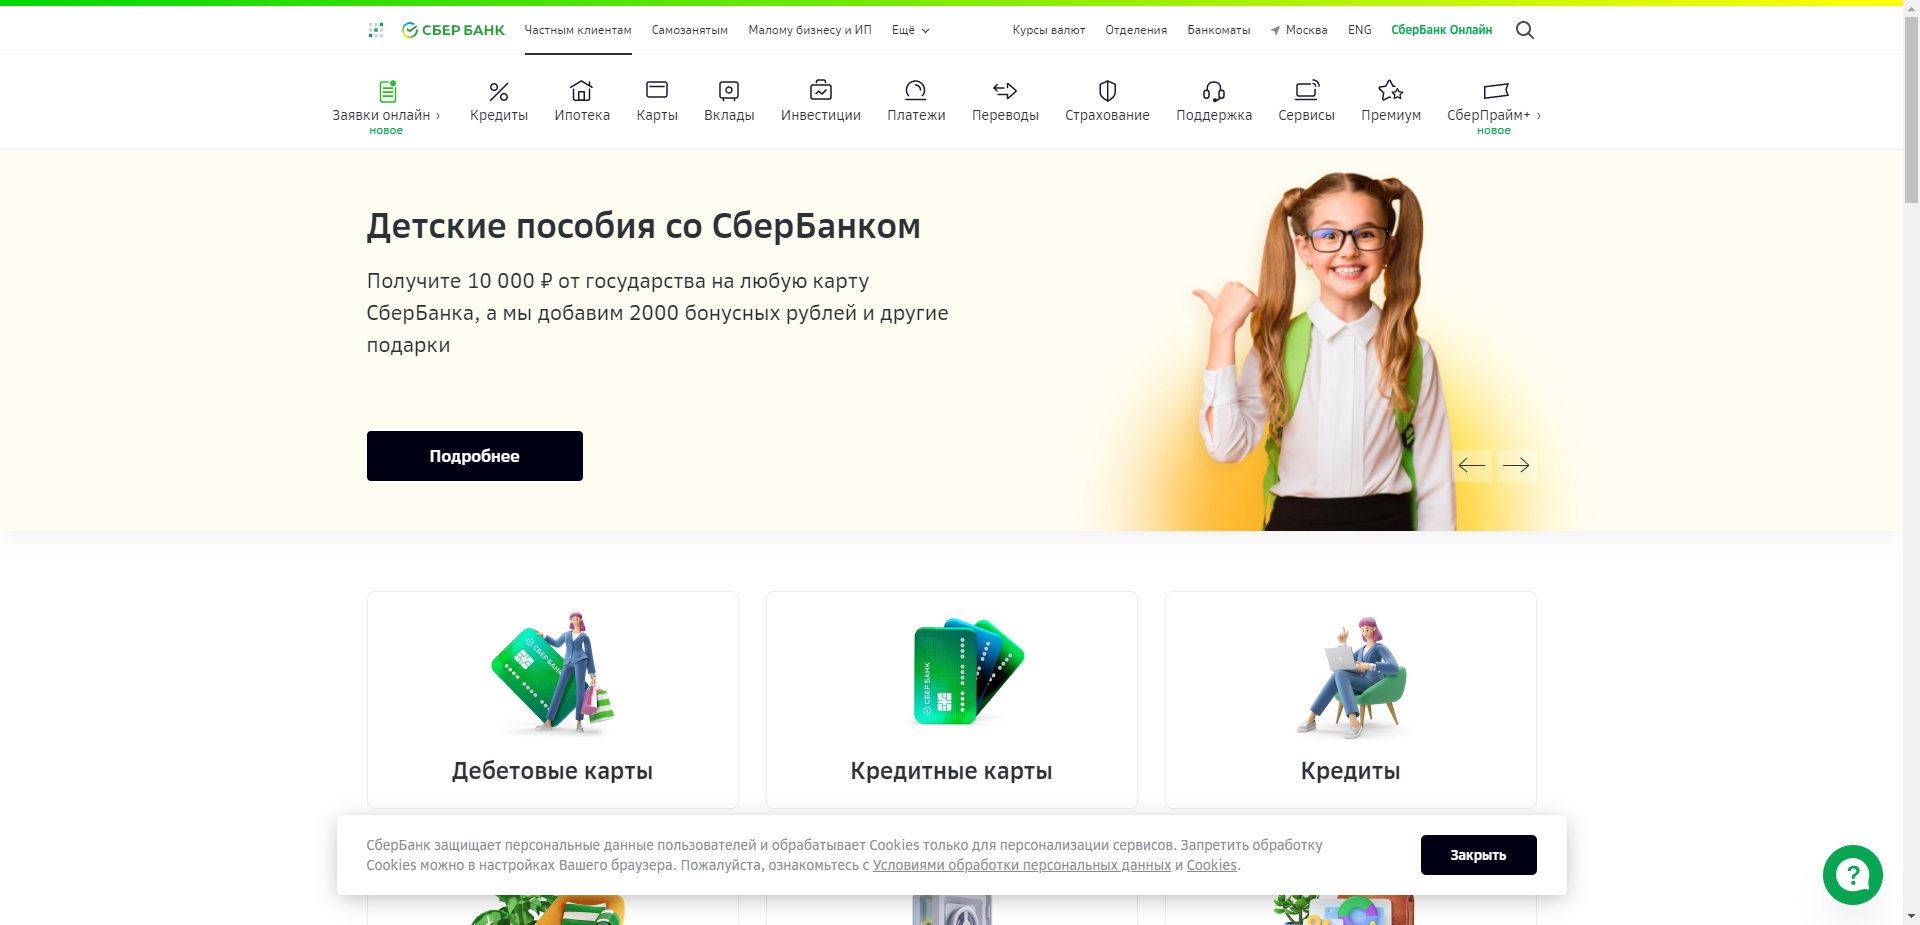 СБЕР БАНК
Частным клиентам
Самозанятым
Малому бизнесу и ИП
Ещё
Курсы валют
Отделения
Банкоматы
Москва
ENG
СберБанк Онлайн
Заявки онлайн ›
новое
Кредиты
Ипотека
Карты
Вклады
Инвестиции
Платежи
Переводы
Страхование
Поддержка
Сервисы
Премиум
СберПрайм+ ›
новое
Детские пособия со СберБанком
Получите 10 000 ₽ от государства на любую карту
СберБанка, а мы добавим 2000 бонусных рублей и другие
подарки
Подробнее
СБЕР БАНК
СБЕР БАНК
Дебетовые карты
Кредитные карты
Кредиты
СберБанк защищает персональные данные пользователей и обрабатывает Cookies только для персонализации сервисов. Запретить обработку
Cookies можно в настройках Вашего браузера. Пожалуйста, ознакомьтесь с Условиями обработки персональных данных и Cookies.
Закрыть